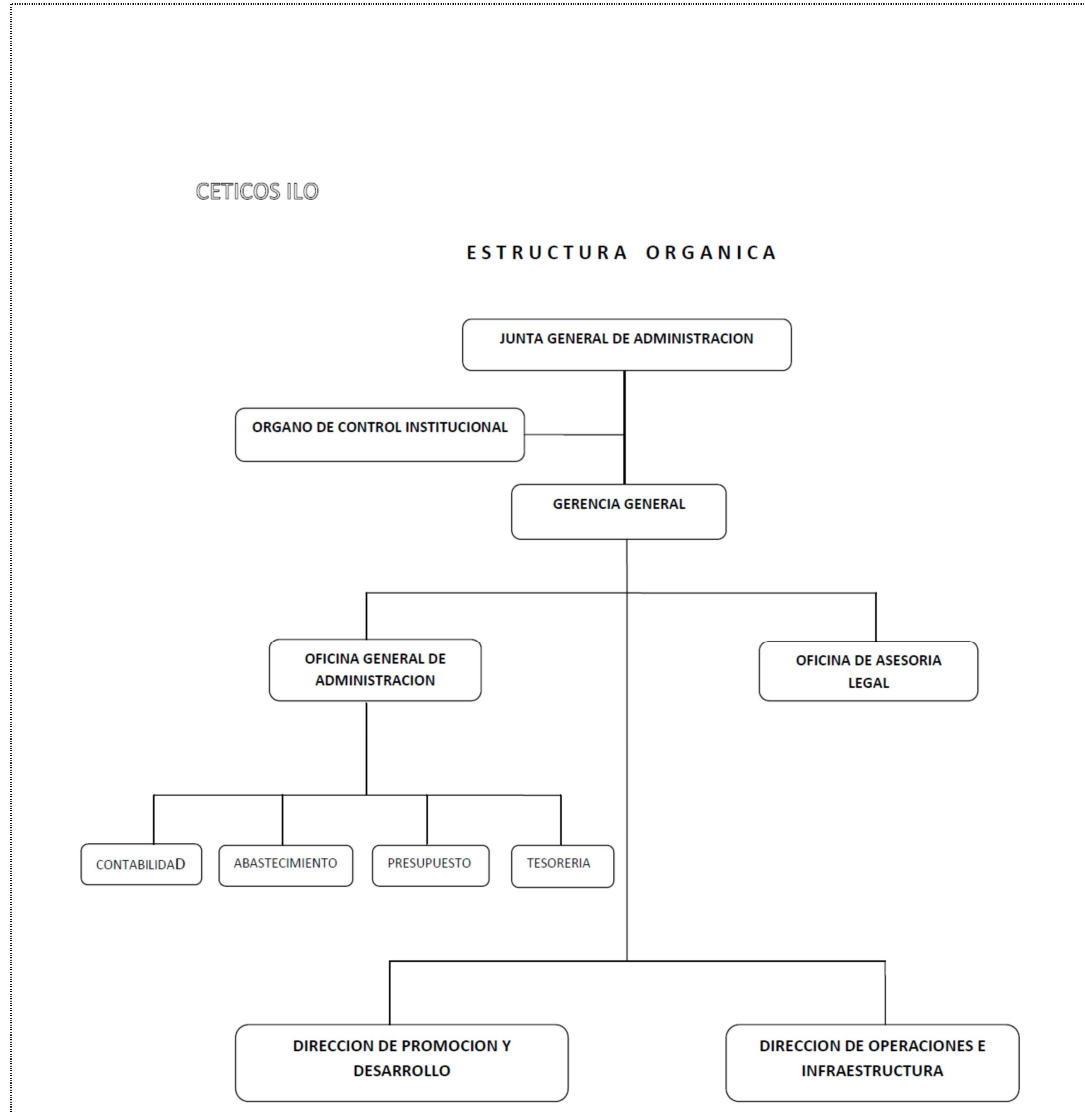 CETICOS ILO
ESTRUCTURA ORGANICA
JUNTA GENERAL DE ADMINISTRACION
ORGANO DE CONTROL INSTITUCIONAL
GERENCIA GENERAL
OFICINA GENERAL DE
ADMINISTRACION
OFICINA DE ASESORIA
LEGAL
CONTABILIDAD
ABASTECIMIENTO
PRESUPUESTO
TESORERIA
DIRECCION DE PROMOCION Y
DESARROLLO
DIRECCION DE OPERACIONES E
INFRAESTRUCTURA